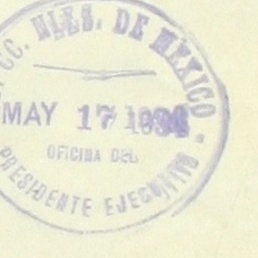 CC. NLES. DE MEXICO
MAY 17
OFICINA DEL
PRESIDENTE EJECUTIVO